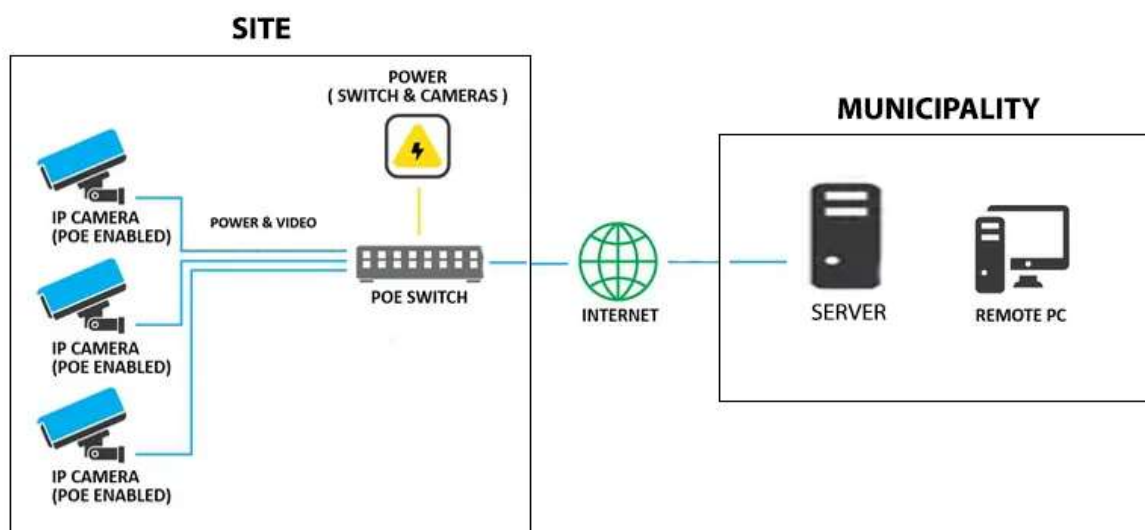 SITE
POWER
( SWITCH & CAMERAS )
MUNICIPALITY
IP CAMERA
(POE ENABLED)
POWER & VIDEO
POE SWITCH
INTERNET
SERVER
REMOTE PC
IP CAMERA
(POE ENABLED)
IP CAMERA
(POE ENABLED)